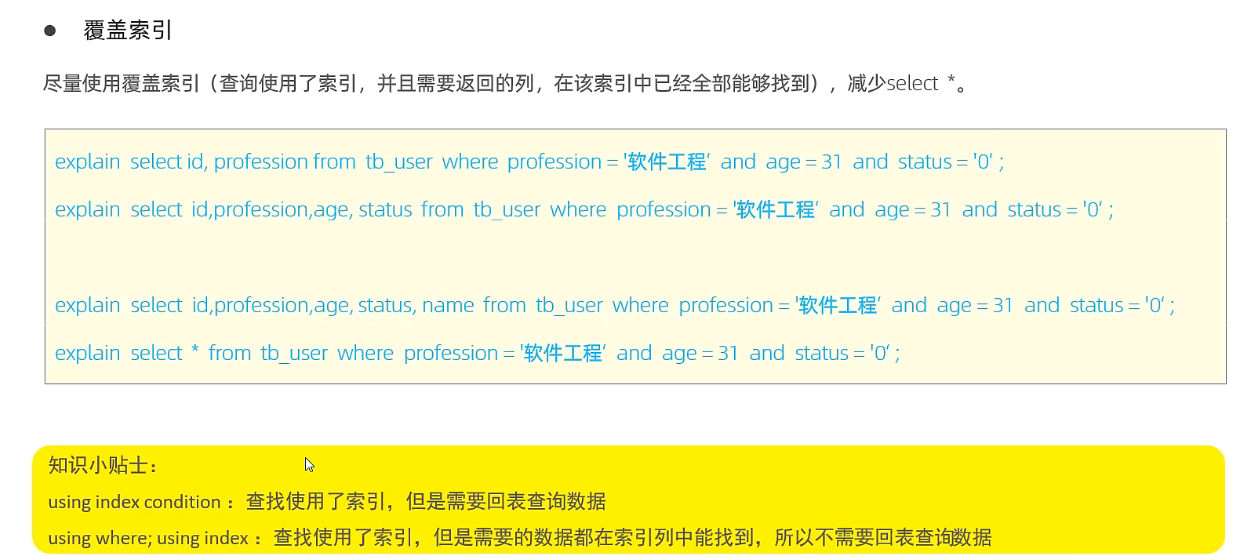 ● 覆盖索引
尽量使用覆盖索引（查询使用了索引，并且需要返回的列，在该索引中已经全部能够找到），减少select *。
explain select id, profession from tb_user where profession = '软件工程’ and age = 31 and status = '0‘ ;
explain select id,profession,age, status from tb_user where profession = '软件工程’ and age = 31 and status = '0‘ ;
explain select id,profession,age, status, name from tb_user where profession = '软件工程’ and age = 31 and status = '0‘ ;
explain select * from tb_user where profession = '软件工程‘ and age = 31 and status = '0‘ ;
知识小贴士：
using index condition ：查找使用了索引，但是需要回表查询数据
using where; using index ：查找使用了索引，但是需要的数据都在索引列中能找到，所以不需要回表查询数据